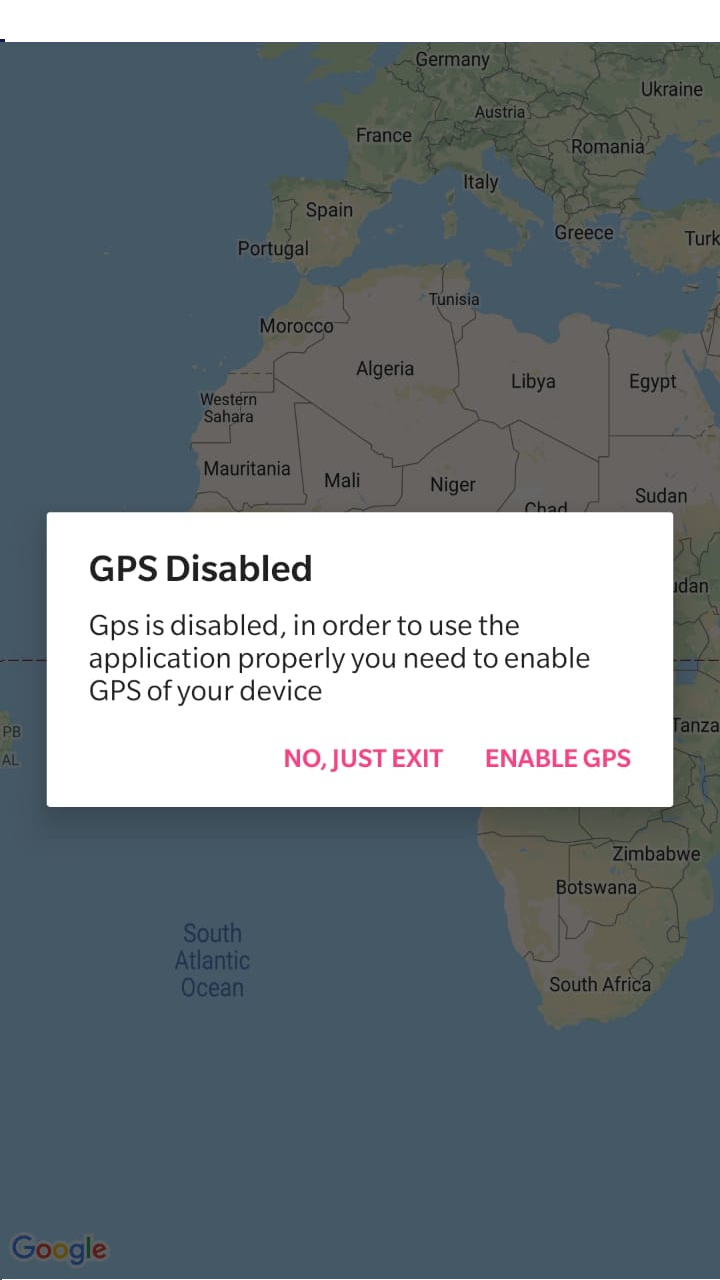 Germany
Ukraine
Austria
France
Romania
Italy
Spain
Greece
Turk
Portugal
Tunisia
Morocco
Algeria
Libya
Egypt
Western
Sahara
Mauritania
Mali
Niger
Sudan
Chad
GPS Disabled
udan
Gps is disabled, in order to use the
application properly you need to enable
GPS of your device
PB
Tanza
AL
NO, JUST EXIT
ENABLE GPS
Zimbabwe
Botswana
South
Atlantic
Ocean
South Africa
Google